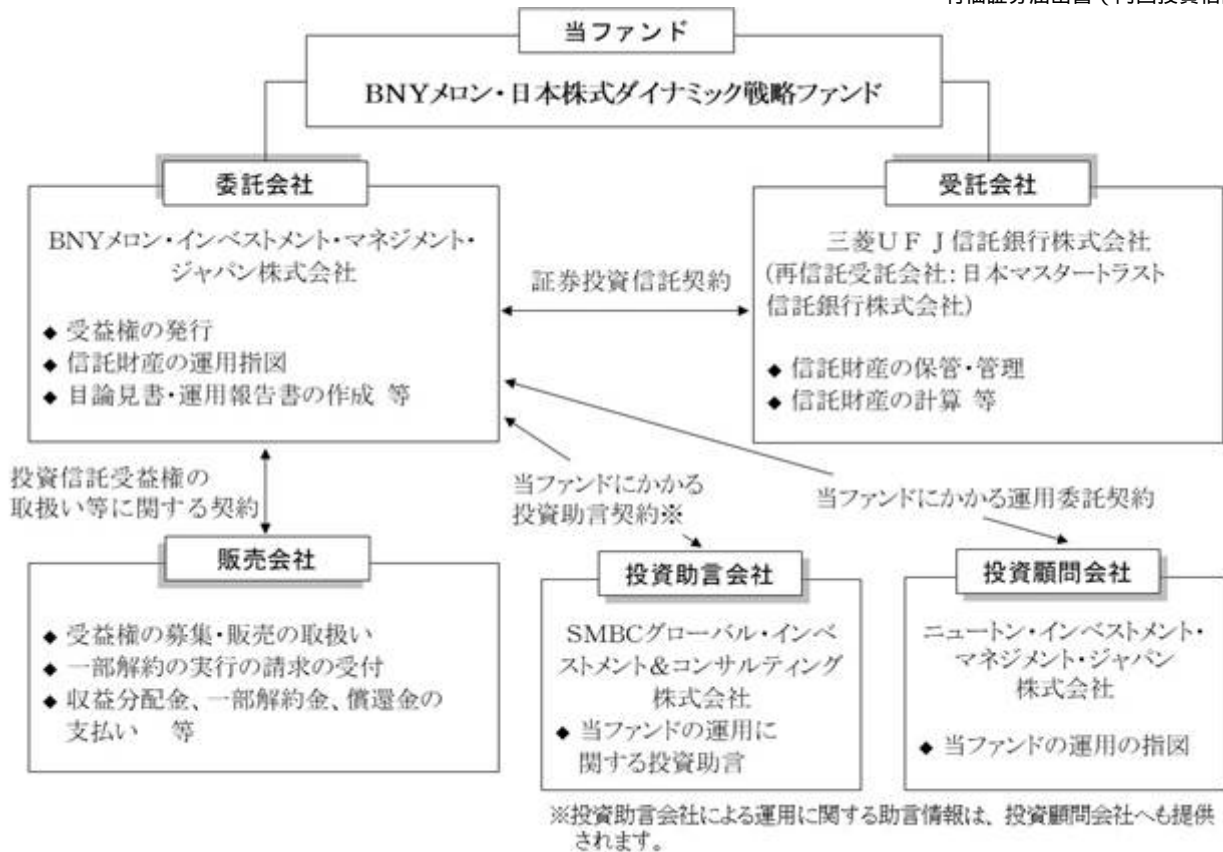 当ファンド
BNYメロン・日本株式ダイナミック戦略ファンド
委託会社
BNYメロン・インベストメント・マネジメント・
ジャパン株式会社
◆ 受益権の発行
◆ 信託財産の運用指図
◆ 目論見書・運用報告書の作成 等
証券投資信託契約
受託会社
三菱UFJ信託銀行株式会社
(再信託受託会社:日本マスタートラスト
信託銀行株式会社)
◆ 信託財産の保管・管理
◆ 信託財産の計算 等
投資信託受益権の
取扱い等に関する契約
当ファンドにかかる
投資助言契約※
当ファンドにかかる運用委託契約
販売会社
◆ 受益権の募集・販売の取扱い
◆ 一部解約の実行の請求の受付
◆ 収益分配金、一部解約金、償還金の
支払い 等
投資助言会社
SMBCグローバル・インベ
ストメント&コンサルティング
株式会社
◆ 当ファンドの運用に
関する投資助言
投資顧問会社
ニュートン・インベストメント・
マネジメント・ジャパン
株式会社
◆ 当ファンドの運用の指図
※投資助言会社による運用に関する助言情報は、投資顧問会社へも提供
されます。